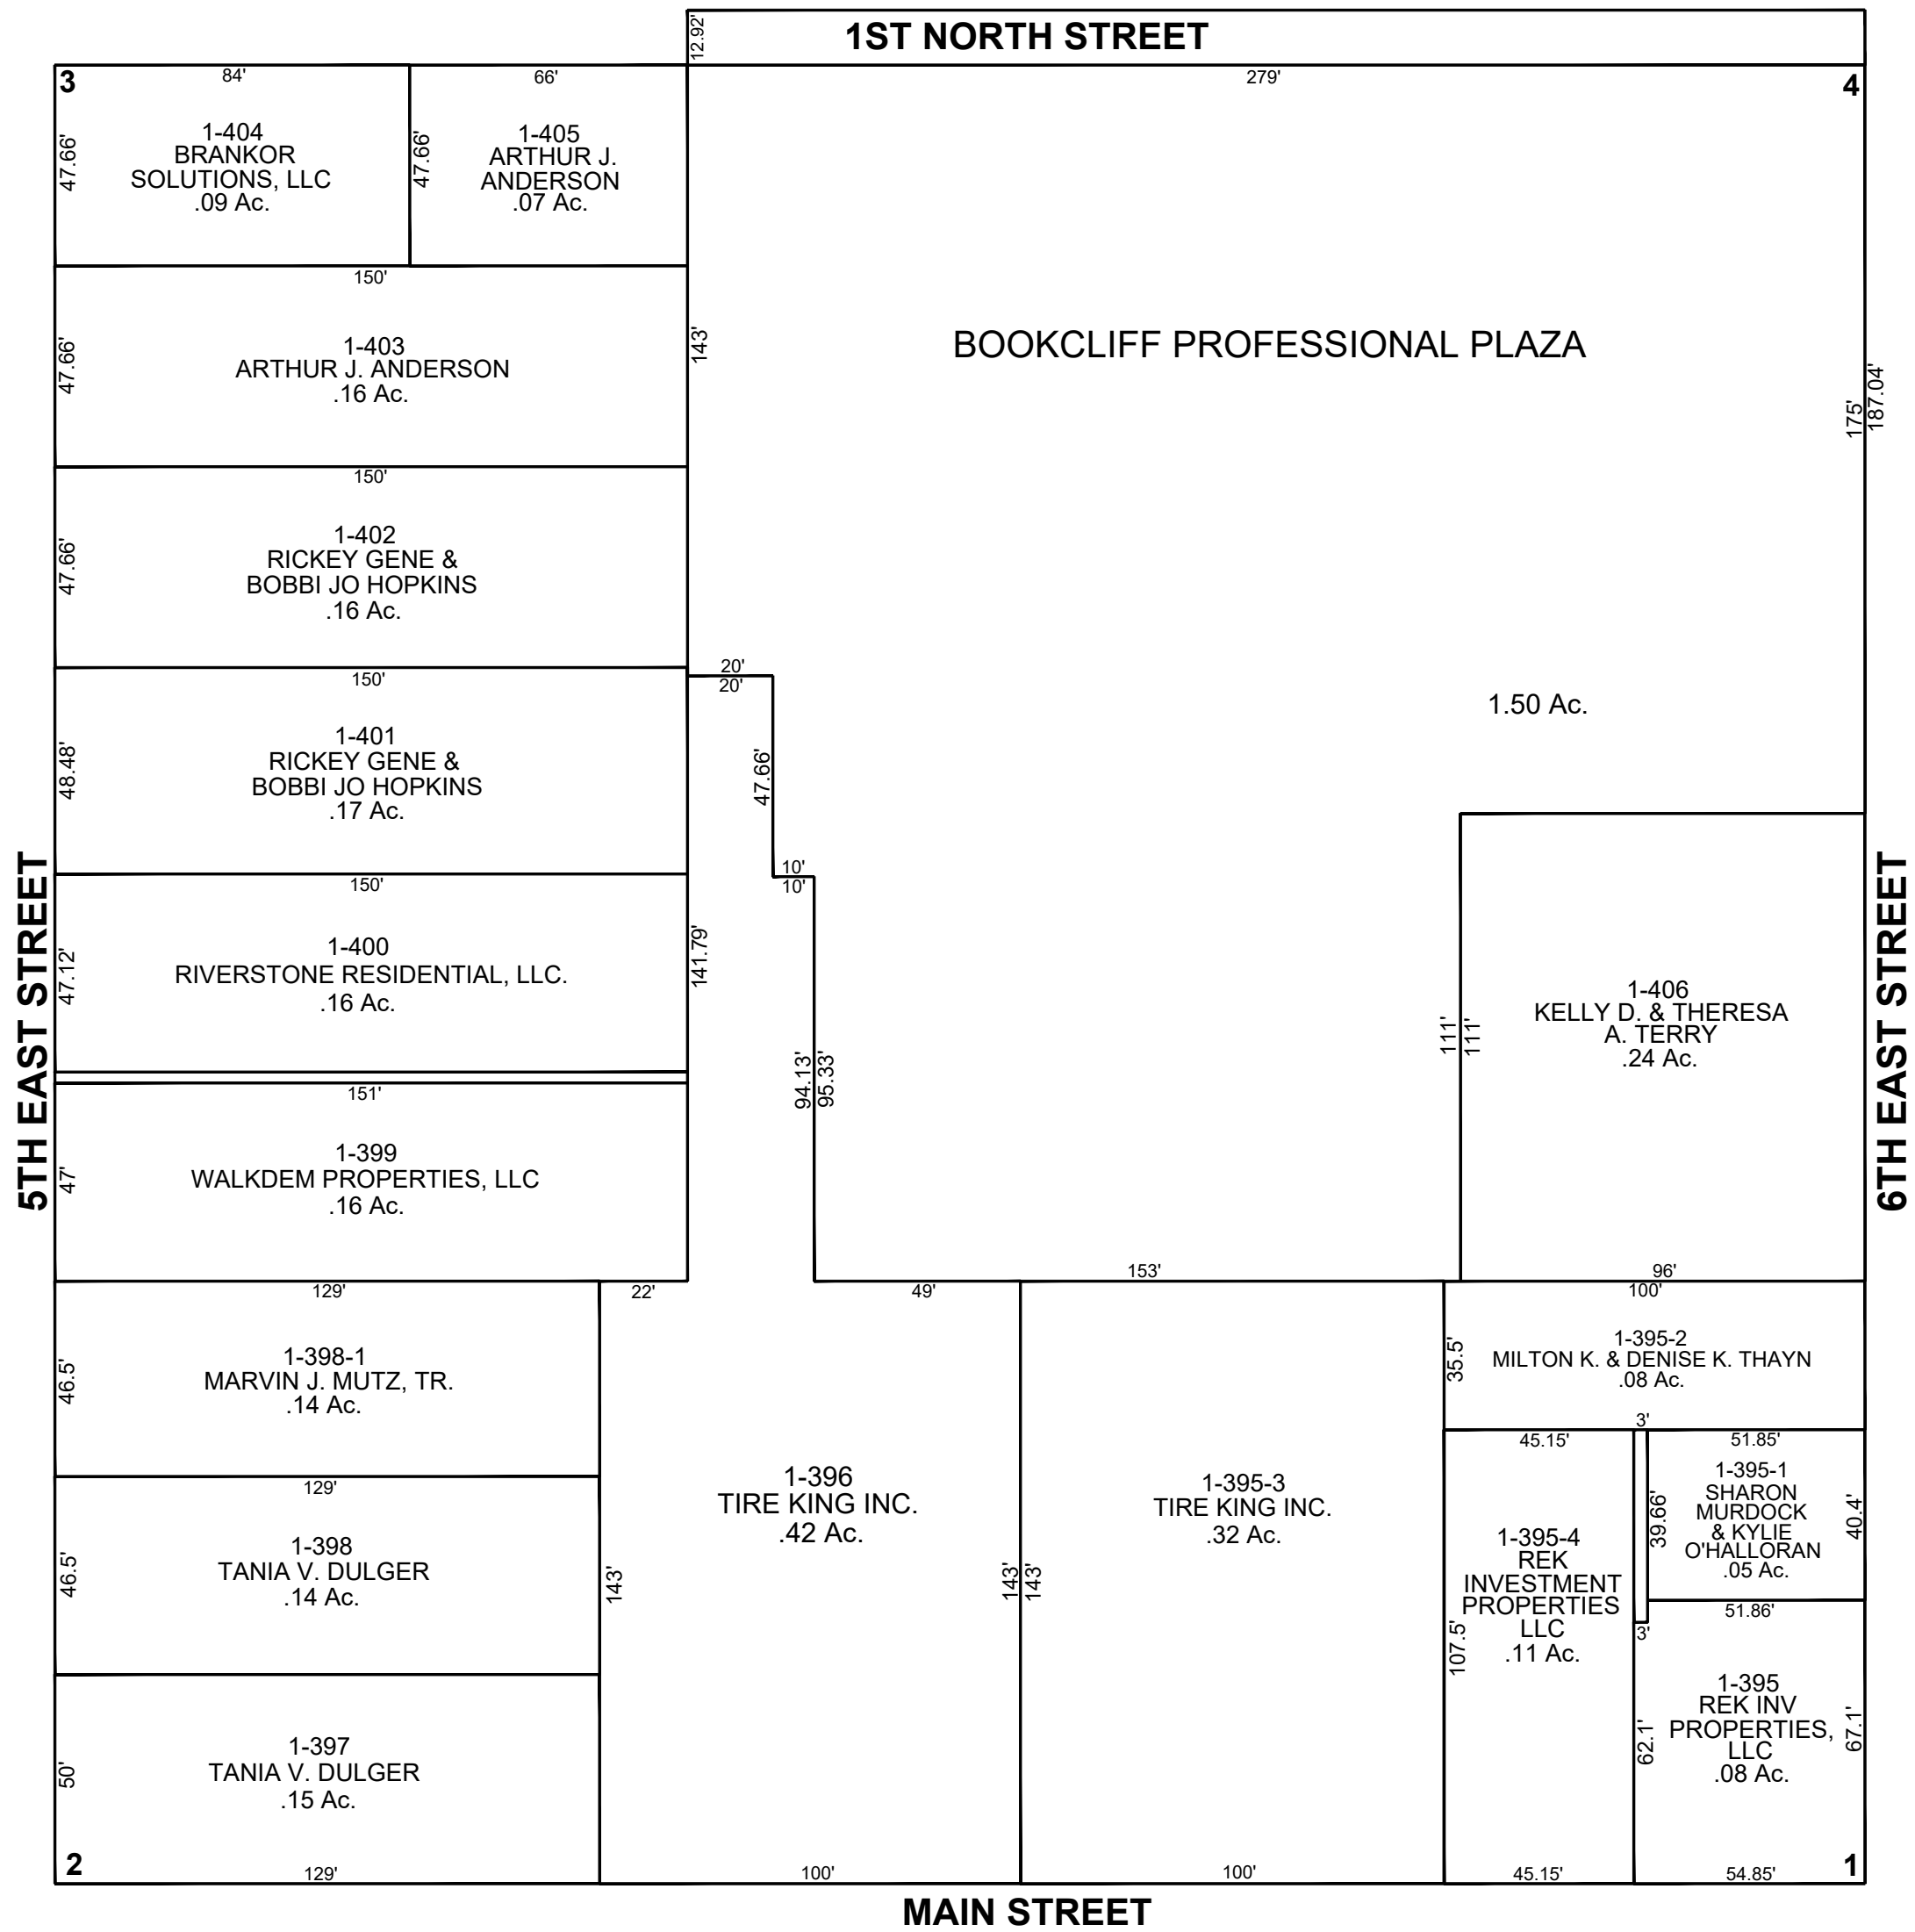 12.92'
1ST NORTH STREET
3
84'
66'
279'
4
47.66'
1-404
BRANKOR
SOLUTIONS, LLC
.09 Ac.
47.66'
1-405
ARTHUR J.
ANDERSON
.07 Ac.
150'
47.66'
1-403
ARTHUR J. ANDERSON
.16 Ac.
143'
BOOKCLIFF PROFESSIONAL PLAZA
175'
187.04'
150'
47.66'
1-402
RICKEY GENE &
BOBBI JO HOPKINS
.16 Ac.
20'
20'
150'
48.48'
1-401
RICKEY GENE &
BOBBI JO HOPKINS
.17 Ac.
47.66'
1.50 Ac.
10'
10'
150'
5TH EAST STREET
47.12'
1-400
RIVERSTONE RESIDENTIAL, LLC.
.16 Ac.
141.79'
94.13'
95.33'
111'
111'
1-406
KELLY D. & THERESA
A. TERRY
.24 Ac.
6TH EAST STREET
151'
47'
1-399
WALKDEM PROPERTIES, LLC
.16 Ac.
153'
96'
129'
22'
49'
100'
46.5'
1-398-1
MARVIN J. MUTZ, TR.
.14 Ac.
35.5'
1-395-2
MILTON K. & DENISE K. THAYN
.08 Ac.
3'
45.15'
51.85'
129'
46.5'
1-398
TANIA V. DULGER
.14 Ac.
143'
1-396
TIRE KING INC.
.42 Ac.
143'
143'
1-395-3
TIRE KING INC.
.32 Ac.
107.5'
1-395-4
REK
INVESTMENT
PROPERTIES
LLC
.11 Ac.
39.66'
1-395-1
SHARON
MURDOCK
& KYLIE
O'HALLORAN
.05 Ac.
40.4'
51.86'
3'
50'
1-397
TANIA V. DULGER
.15 Ac.
62.1'
1-395
REK INV
PROPERTIES,
LLC
.08 Ac.
67.1'
2
129'
100'
100'
45.15'
54.85'
1
MAIN STREET